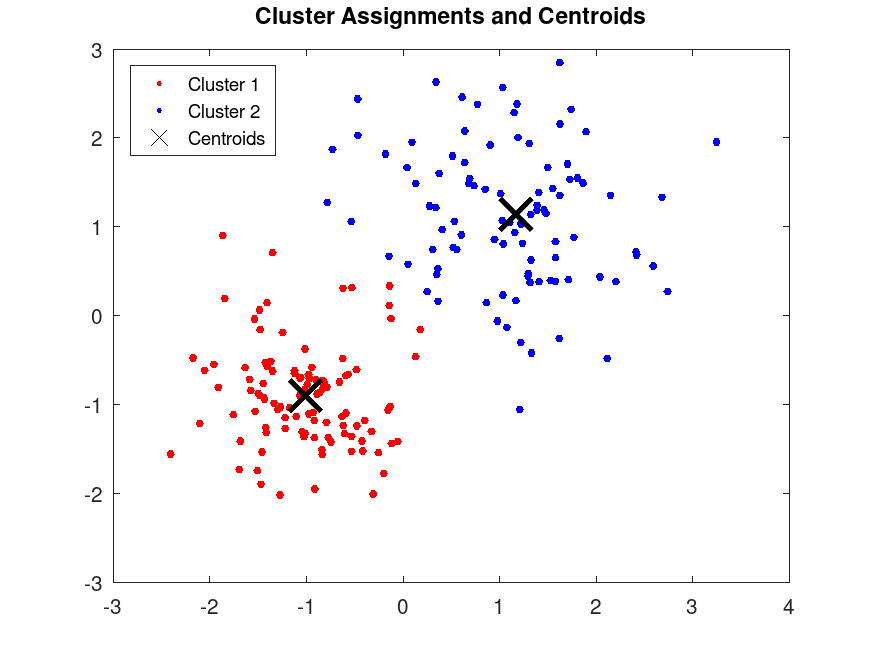 Cluster Assignments and Centroids
3
Cluster 1
Cluster 2
Centroids
2
1
0
-1
-2
-3
-3 -2 -1 0 1 2 3 4